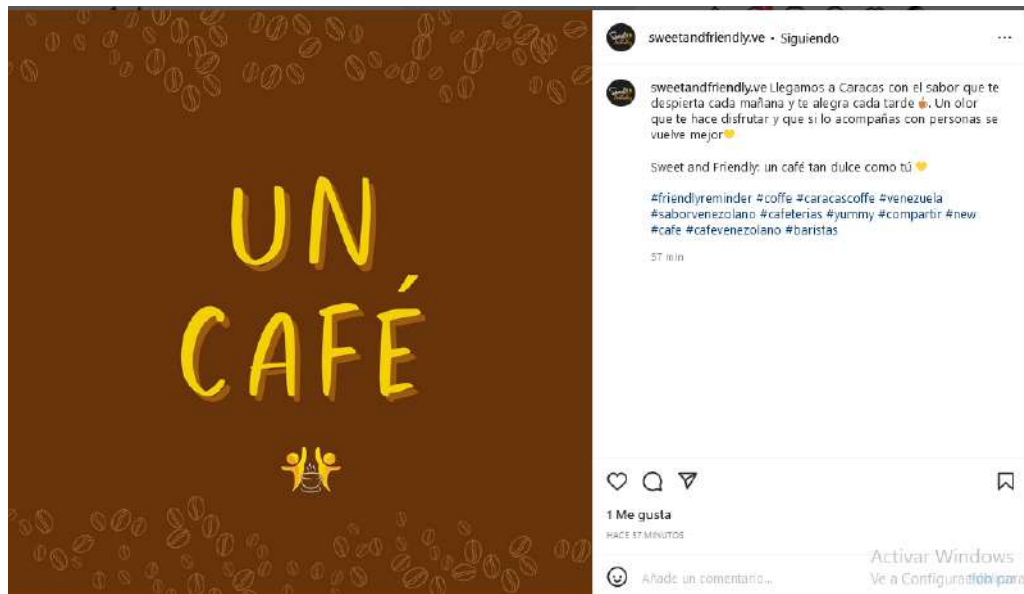 UN
CAFÉ
sweetandfriendly.ve • Siguiendo
sweetandfriendly.ve Llegamos a Caracas con el sabor que te
despierta cada mañana y te alegra cada tarde ☕. Un olor
que te hace disfrutar y que si lo acompañas con personas se
vuelve mejor💛
Sweet and Friendly: un café tan dulce como tú 💛
#friendlyreminder #coffe #caracascoffe #venezuela
#saborvenezolano #cafeterias #yummy #compartir #new
#cafe #cafevenezolano #baristas
57 min
1 Me gusta
HACE 57 MINUTOS
Añade un comentario...
Activar Windows
Ve a Configuración para